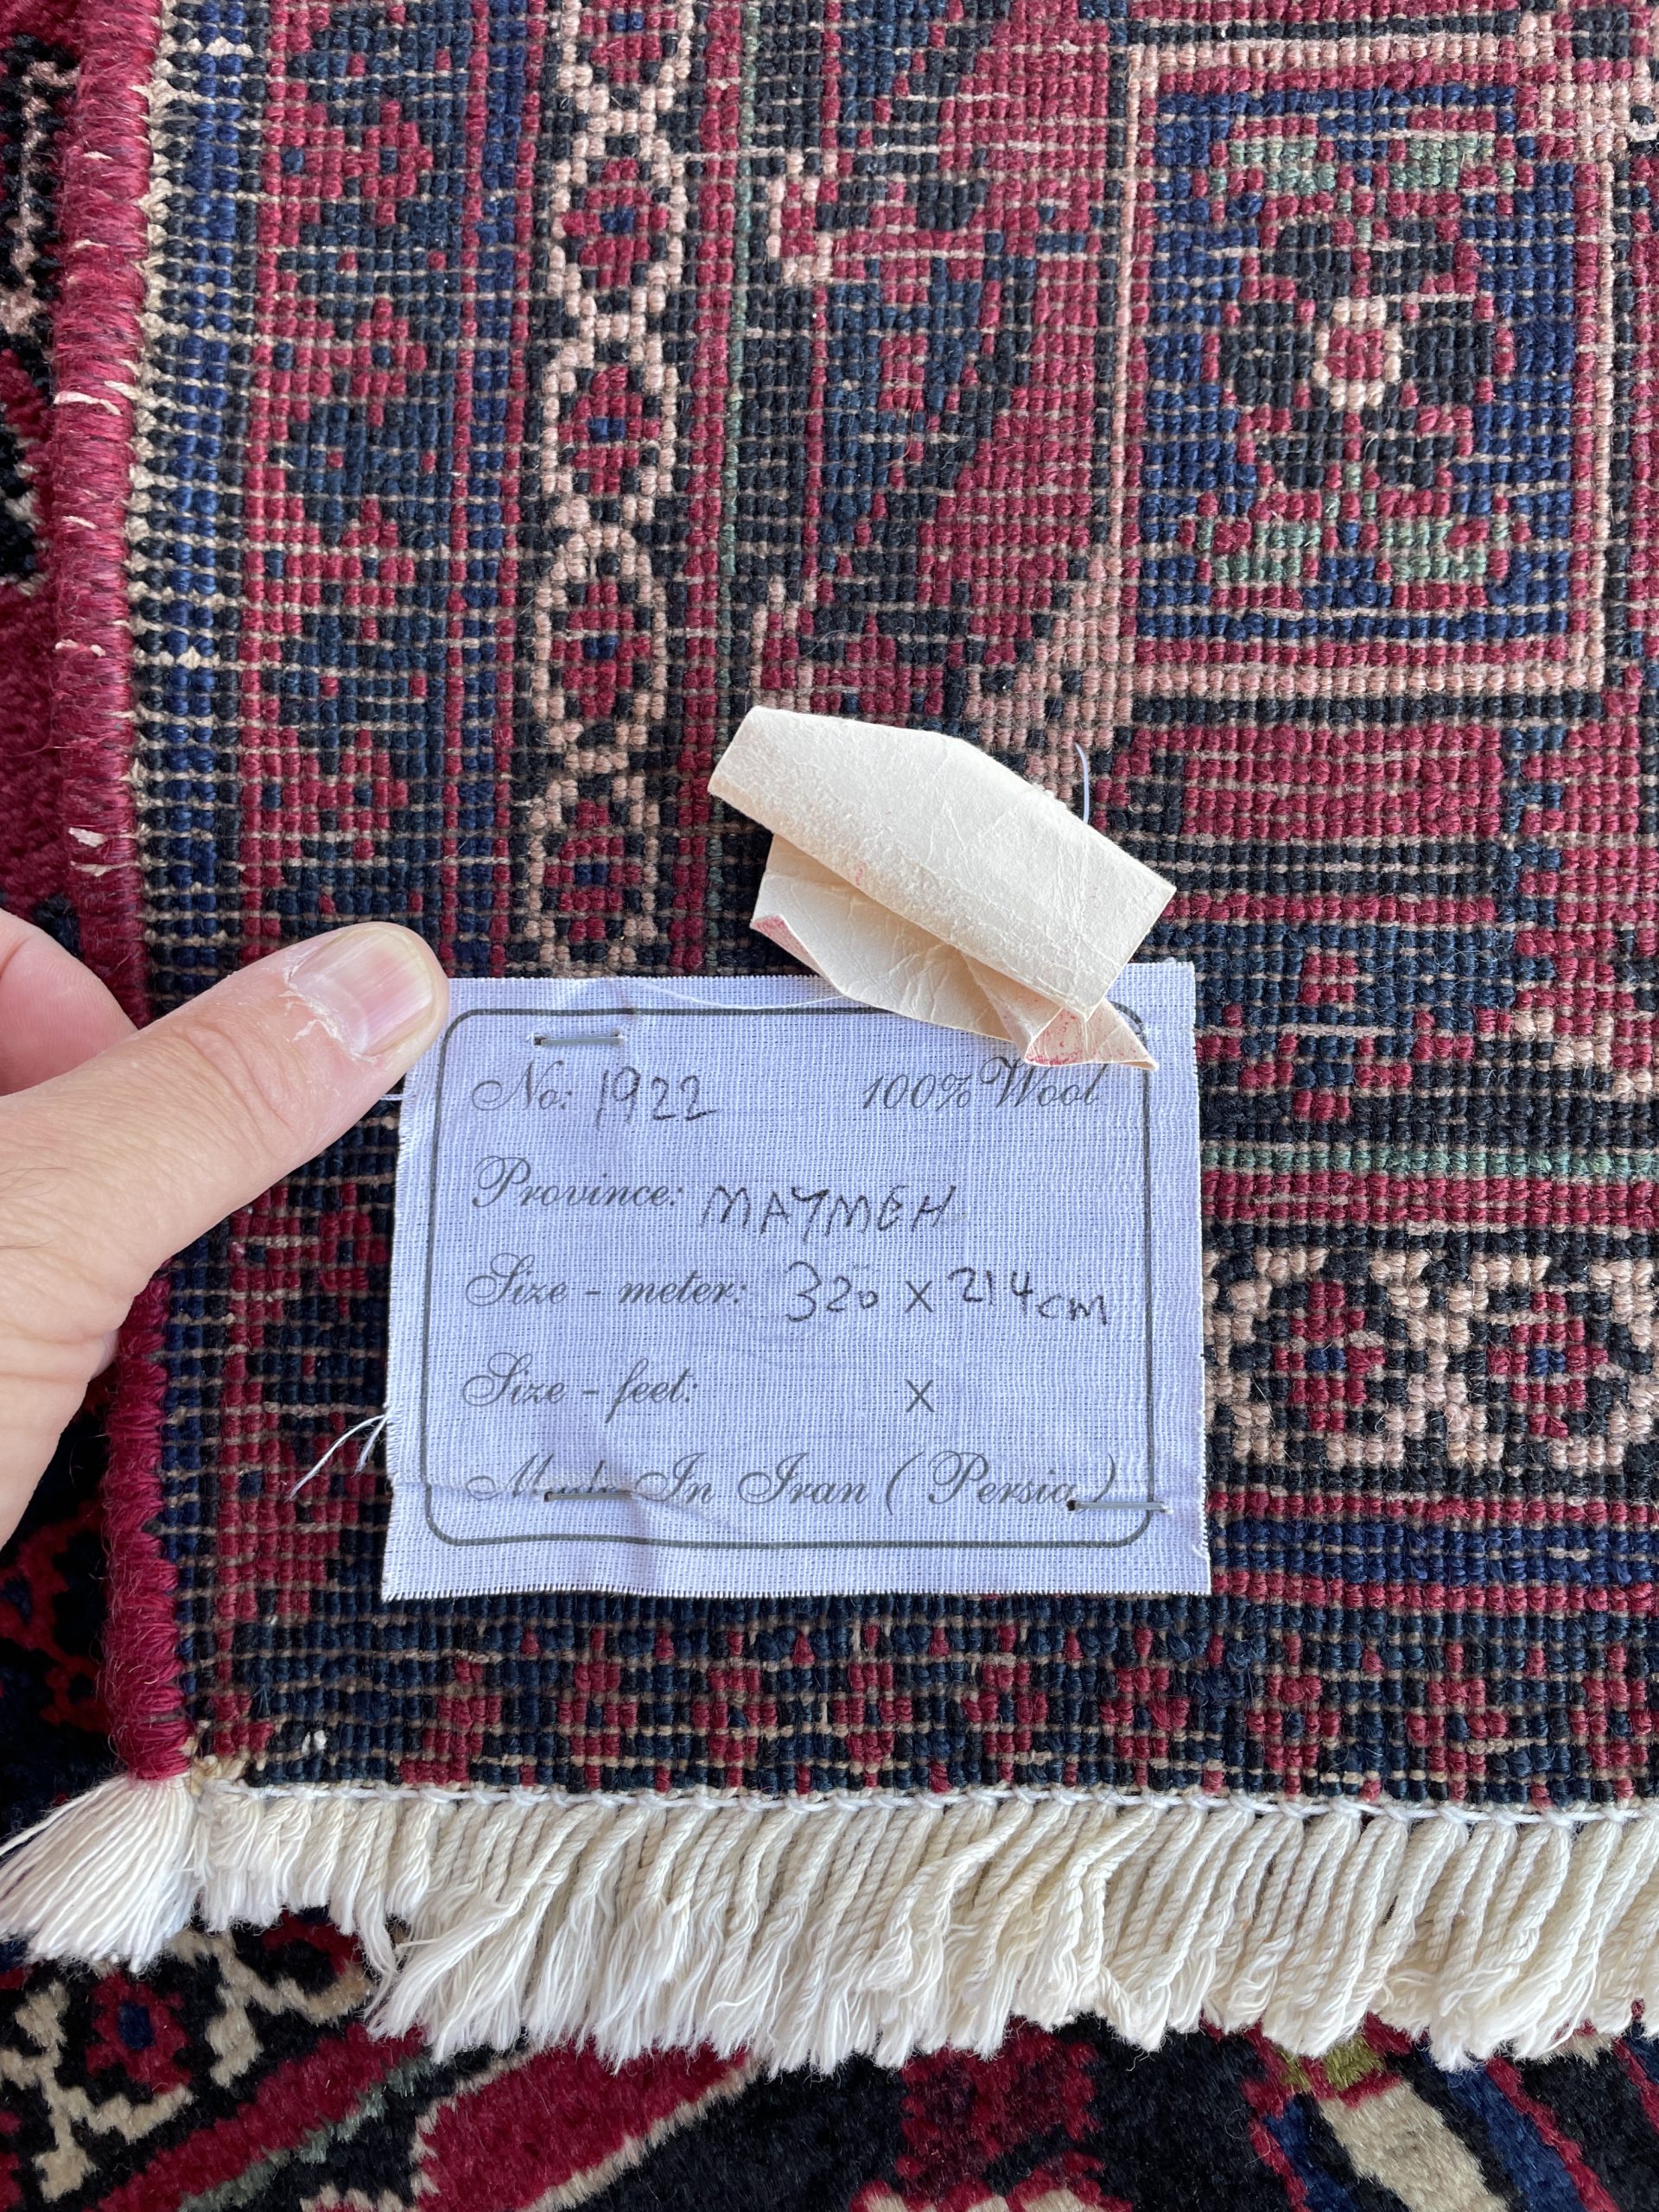 No: 1922 100% Wool
Province: MAYMEH
Size - meter: 320 x 214cm
Size - feet: x
Made In Iran (Persia)